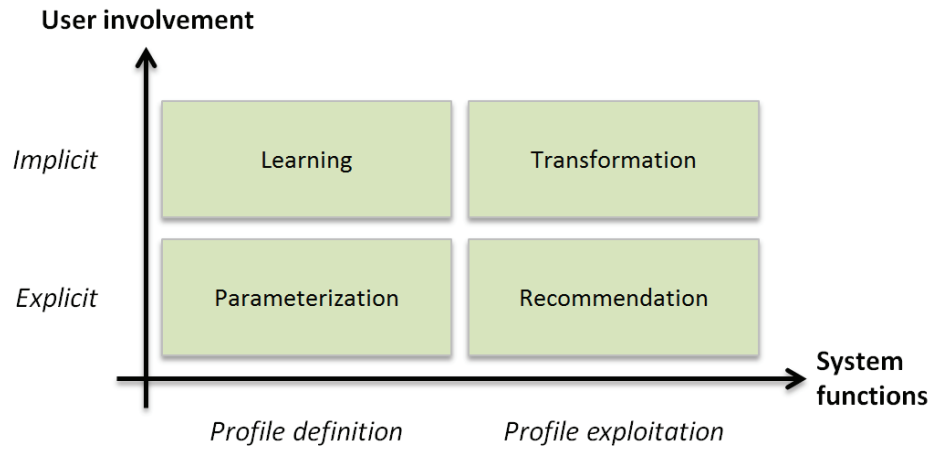 User involvement
Implicit
Learning
Transformation
Explicit
Parameterization
Recommendation
System
functions
Profile definition
Profile exploitation